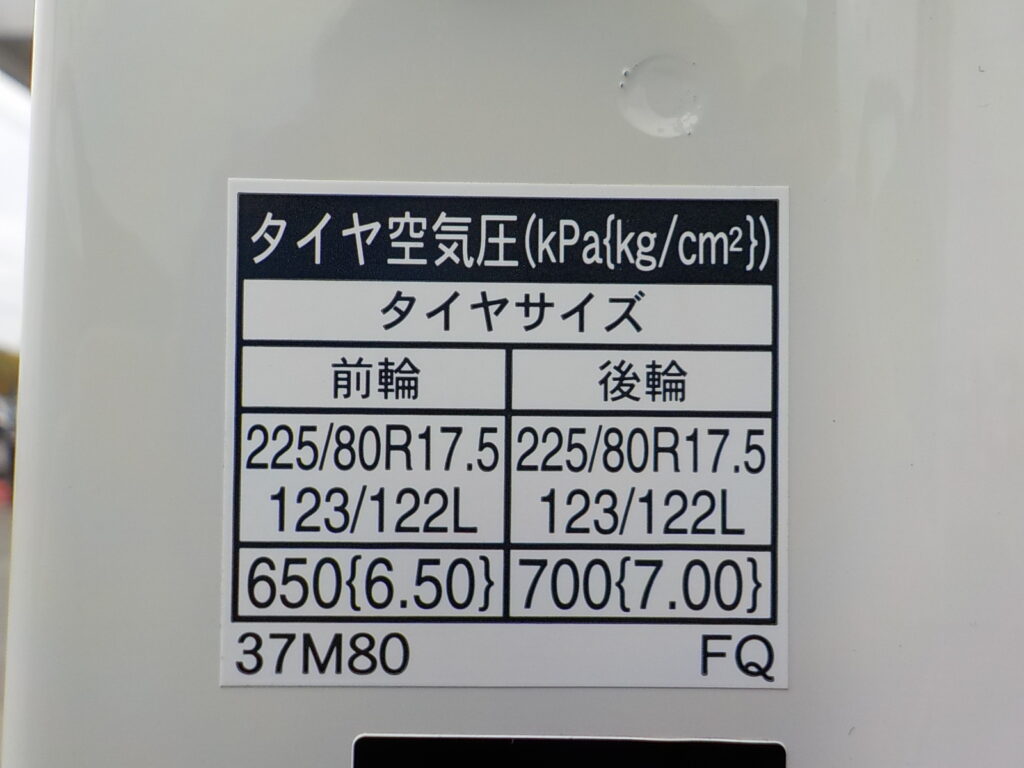 タイヤ空気圧(kPa{kg/cm²})
タイヤサイズ
前輪 後輪
225/80R17.5 225/80R17.5
123/122L 123/122L
650{6.50} 700{7.00}
37M80 FQ